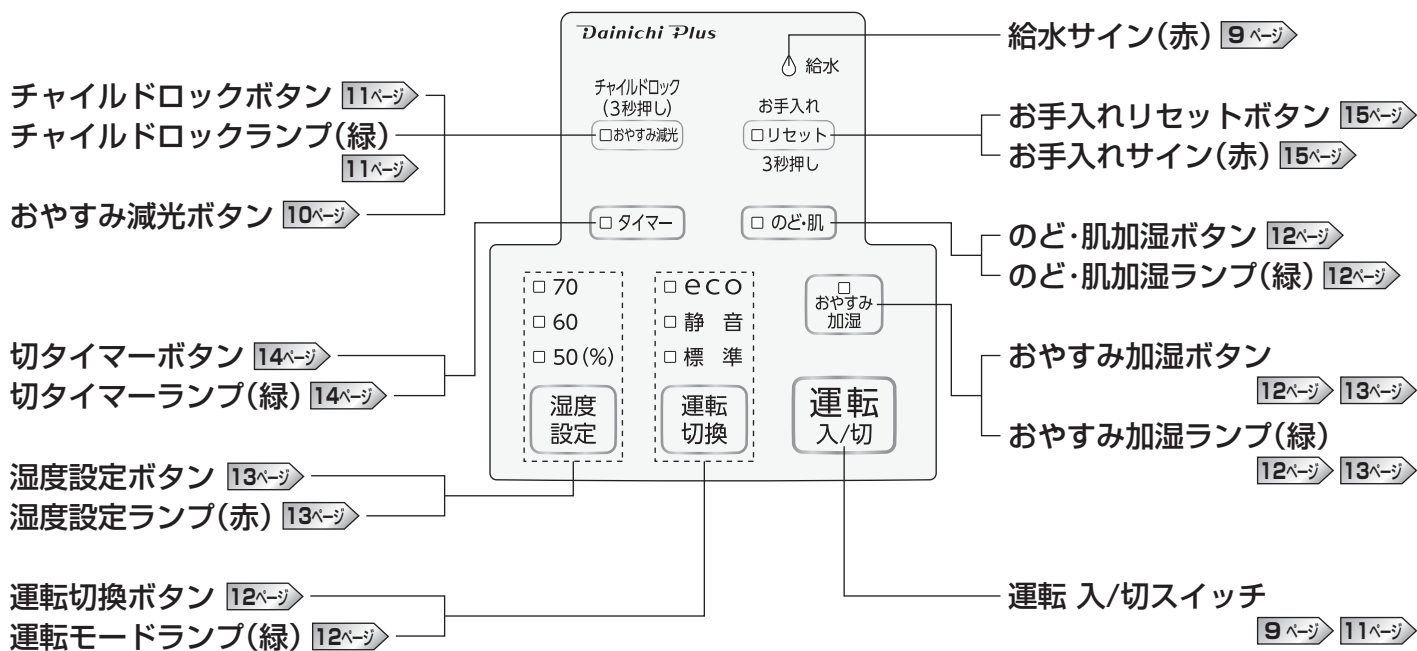 チャイルドロックボタン 11ページ
チャイルドロックランプ(緑)
11ページ
おやすみ減光ボタン 10ページ
切タイマーボタン 14ページ
切タイマーランプ(緑) 14ページ
湿度設定ボタン 13ページ
湿度設定ランプ(赤) 13ページ
運転切換ボタン 12ページ
運転モードランプ(緑) 12ページ
Dainichi Plus
給水
チャイルドロック
(3秒押し)
おやすみ減光
お手入れ
リセット
3秒押し
タイマー
のど・肌
70
60
50(%)
湿度
設定
eco
静 音
標 準
運転
切換
おやすみ
加湿
運転
入/切
給水サイン(赤) 9ページ
お手入れリセットボタン 15ページ
お手入れサイン(赤) 15ページ
のど・肌加湿ボタン 12ページ
のど・肌加湿ランプ(緑) 12ページ
おやすみ加湿ボタン
12ページ 13ページ
おやすみ加湿ランプ(緑)
12ページ 13ページ
運転 入/切スイッチ
9ページ 11ページ